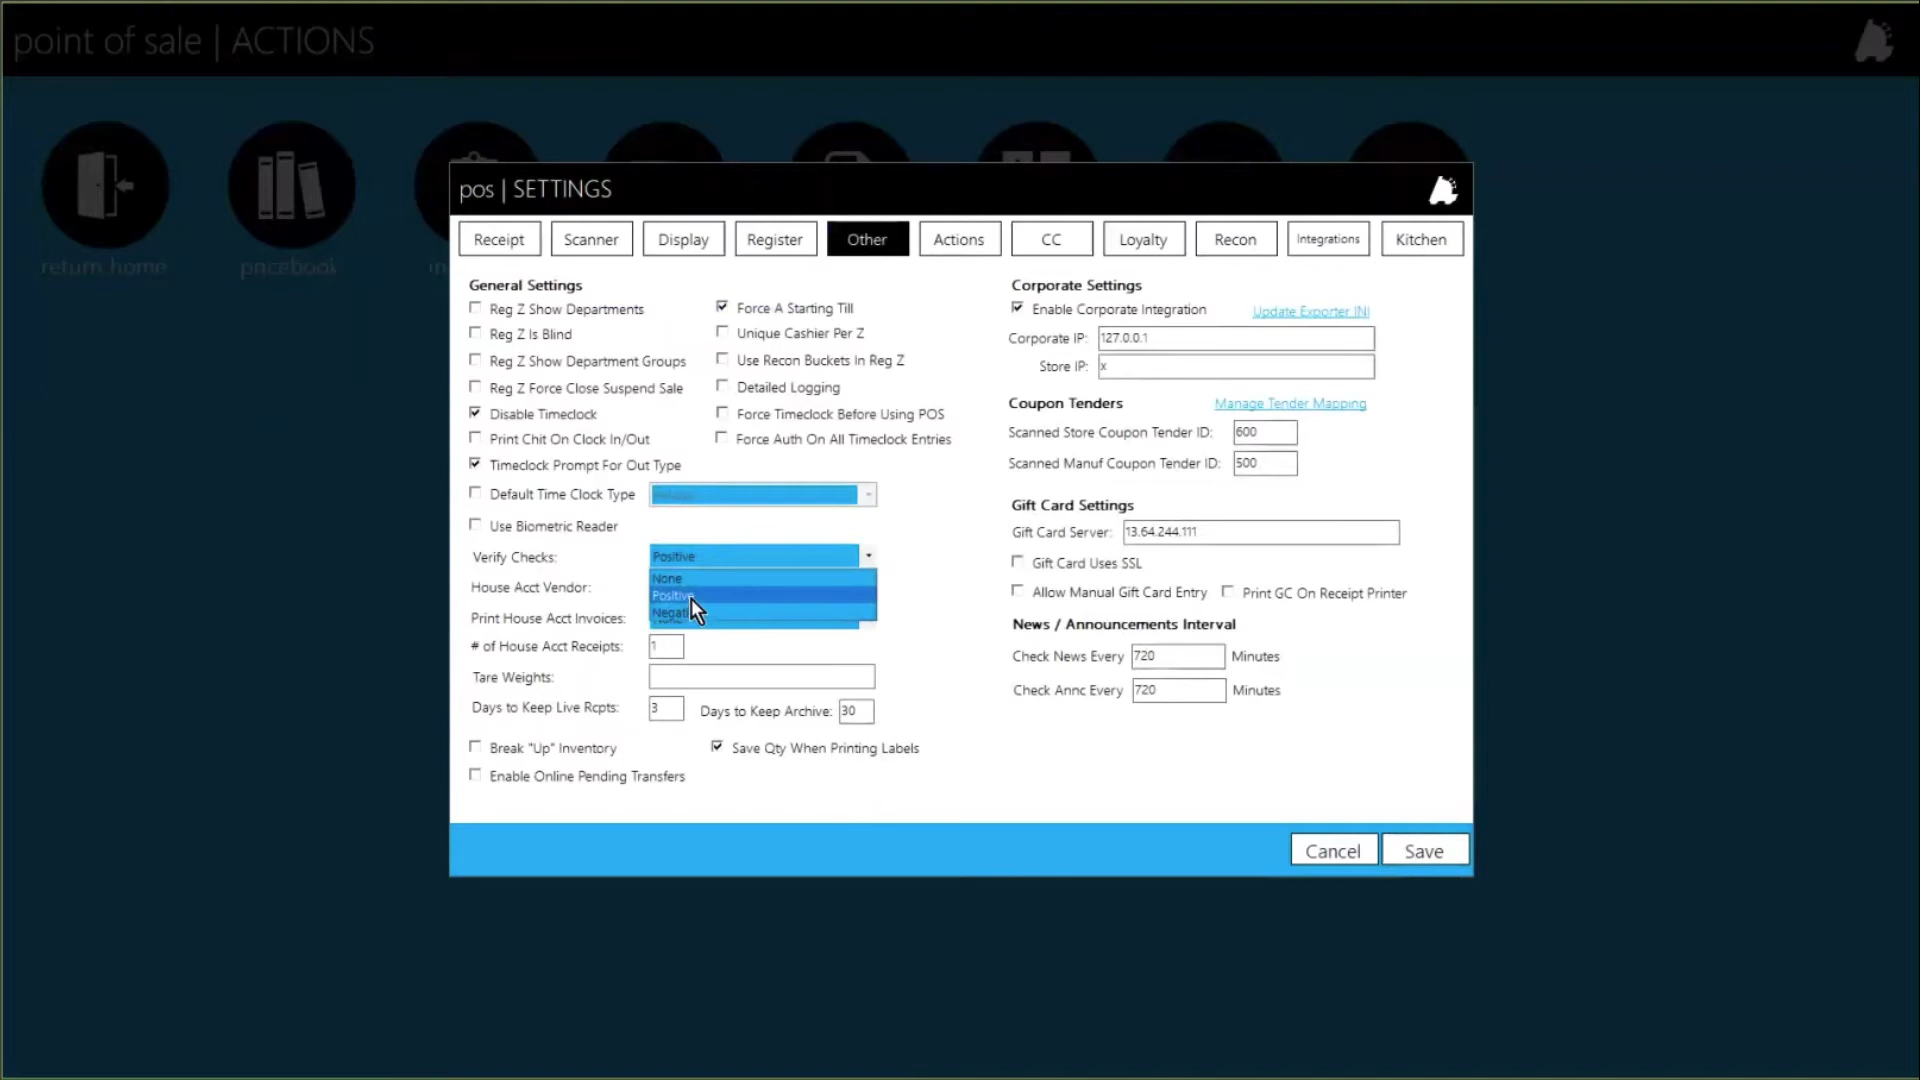 point of sale | ACTIONS
return home
pricebook
pos | SETTINGS
Receipt
Scanner
Display
Register
Other
Actions
CC
Loyalty
Recon
Integrations
Kitchen
General Settings
Reg Z Show Departments
Reg Z Is Blind
Reg Z Show Department Groups
Reg Z Force Close Suspend Sale
Disable Timeclock
Print Chit On Clock In/Out
Timeclock Prompt For Out Type
Default Time Clock Type
Use Biometric Reader
Force A Starting Till
Unique Cashier Per Z
Use Recon Buckets In Reg Z
Detailed Logging
Force Timeclock Before Using POS
Force Auth On All Timeclock Entries
Verify Checks: Positive
None
Positive
House Acct Vendor:
Print House Acct Invoices:
# of House Acct Receipts: 1
Tare Weights:
Days to Keep Live Rcpts: 3 Days to Keep Archive: 30
Break "Up" Inventory
Save Qty When Printing Labels
Enable Online Pending Transfers
Corporate Settings
Enable Corporate Integration Update Exporter INI
Corporate IP: 127.0.0.1
Store IP: x
Coupon Tenders Manage Tender Mapping
Scanned Store Coupon Tender ID: 600
Scanned Manuf Coupon Tender ID: 500
Gift Card Settings
Gift Card Server: 13.64.244.111
Gift Card Uses SSL
Allow Manual Gift Card Entry Print GC On Receipt Printer
News / Announcements Interval
Check News Every 720 Minutes
Check Annc Every 720 Minutes
Cancel
Save